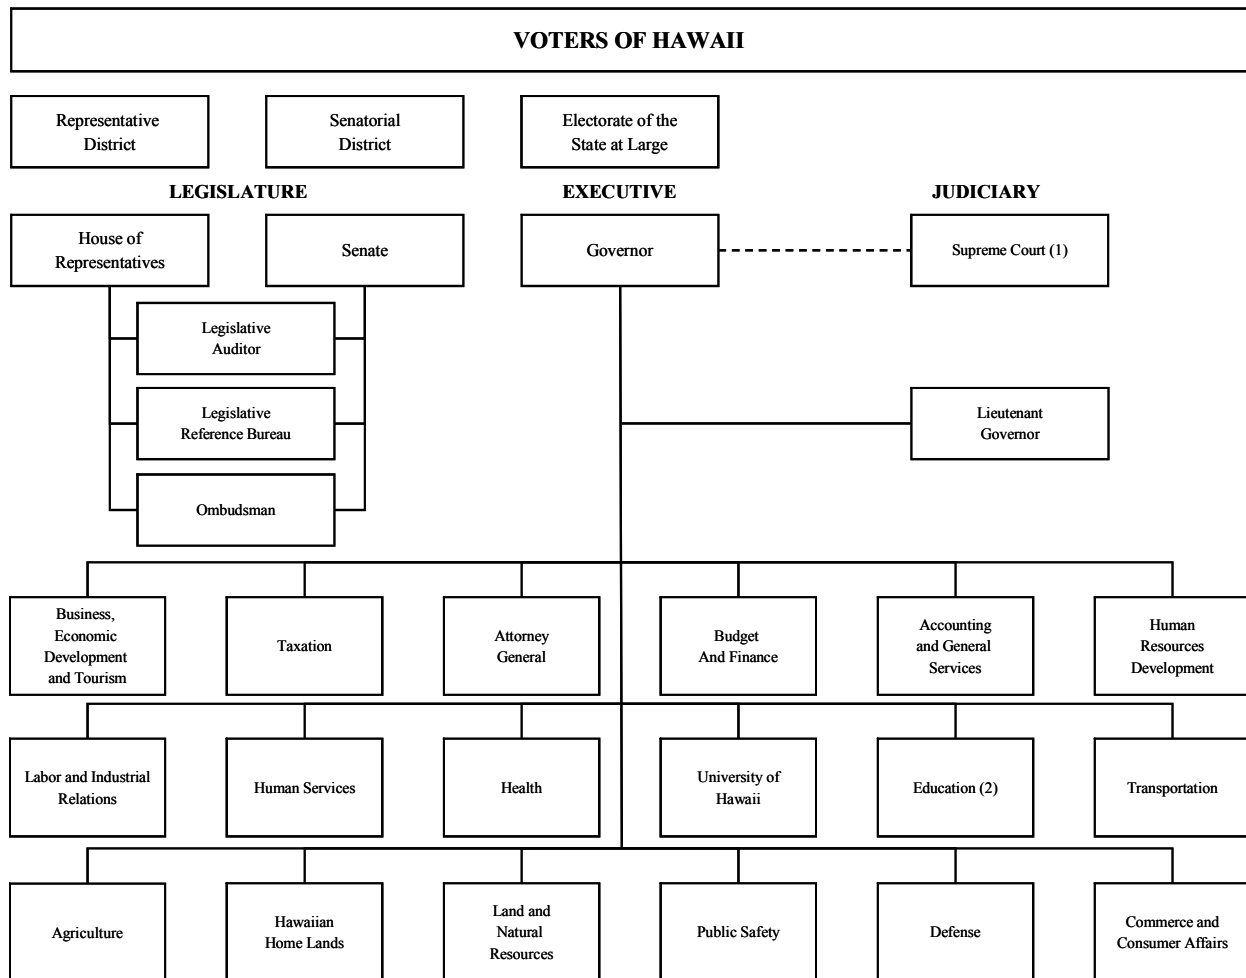 VOTERS OF HAWAII
Representative
District
Senatorial
District
Electorate of the
State at Large
LEGISLATURE
EXECUTIVE
JUDICIARY
House of
Representatives
Senate
Governor
Supreme Court (1)
Legislative
Auditor
Legislative
Reference Bureau
Lieutenant
Governor
Ombudsman
Business,
Economic
Development
and Tourism
Taxation
Attorney
General
Budget
And Finance
Accounting
and General
Services
Human
Resources
Development
Labor and Industrial
Relations
Human Services
Health
University of
Hawaii
Education (2)
Transportation
Agriculture
Hawaiian
Home Lands
Land and
Natural
Resources
Public Safety
Defense
Commerce and
Consumer Affairs